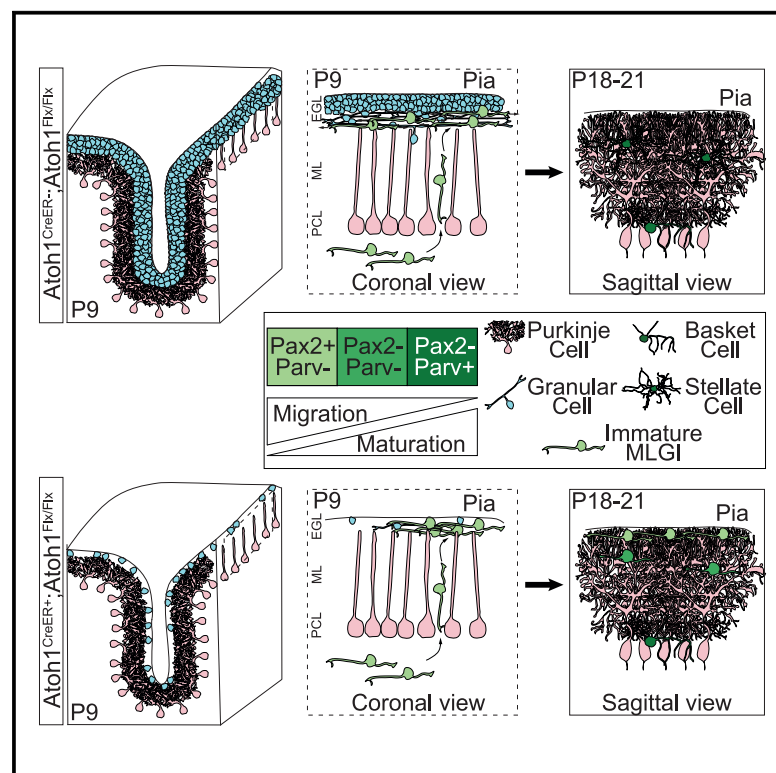 Atoh1CreER-;Atoh1Flx/Flx
P9
P9
Pia
EGL
ML
PCL
Coronal view
P18-21
Pia
Sagittal view
Pax2+
Parv-
Pax2-
Parv-
Pax2-
Parv+
Migration
Maturation
Purkinje
Cell
Basket
Cell
Granular
Cell
Stellate
Cell
Immature
MLGI
Atoh1CreER+;Atoh1Flx/Flx
P9
P9
Pia
EGL
ML
PCL
Coronal view
P18-21
Pia
Sagittal view